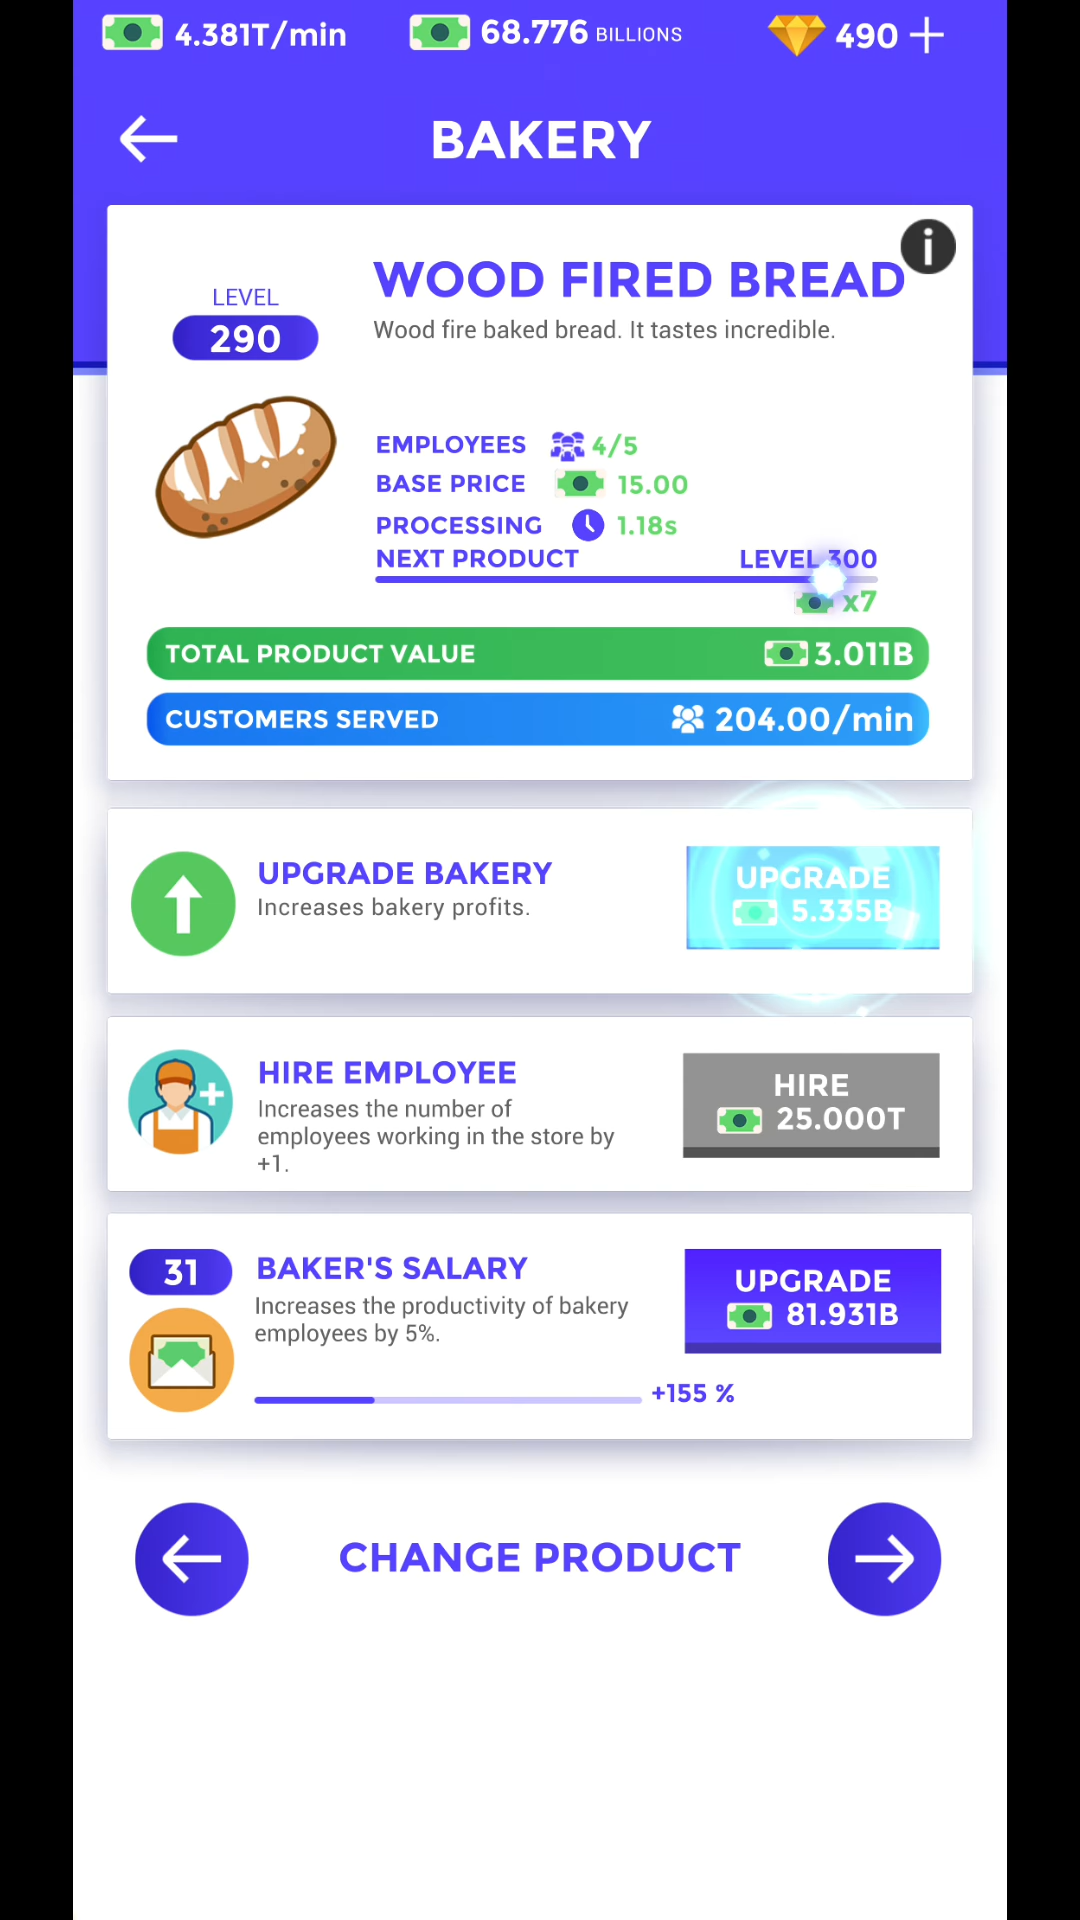 4.381T/min
68.776 BILLIONS
490
BAKERY
WOOD FIRED BREAD
Wood fire baked bread. It tastes incredible.
LEVEL
290
EMPLOYEES 4/5
BASE PRICE 15.00
PROCESSING 1.18s
NEXT PRODUCT LEVEL 300
x7
TOTAL PRODUCT VALUE 3.011B
CUSTOMERS SERVED 204.00/min
UPGRADE BAKERY
Increases bakery profits.
UPGRADE
5.335B
HIRE EMPLOYEE
Increases the number of
employees working in the store by
+1.
HIRE
25.000T
31
BAKER'S SALARY
Increases the productivity of bakery
employees by 5%.
UPGRADE
81.931B
+155 %
CHANGE PRODUCT